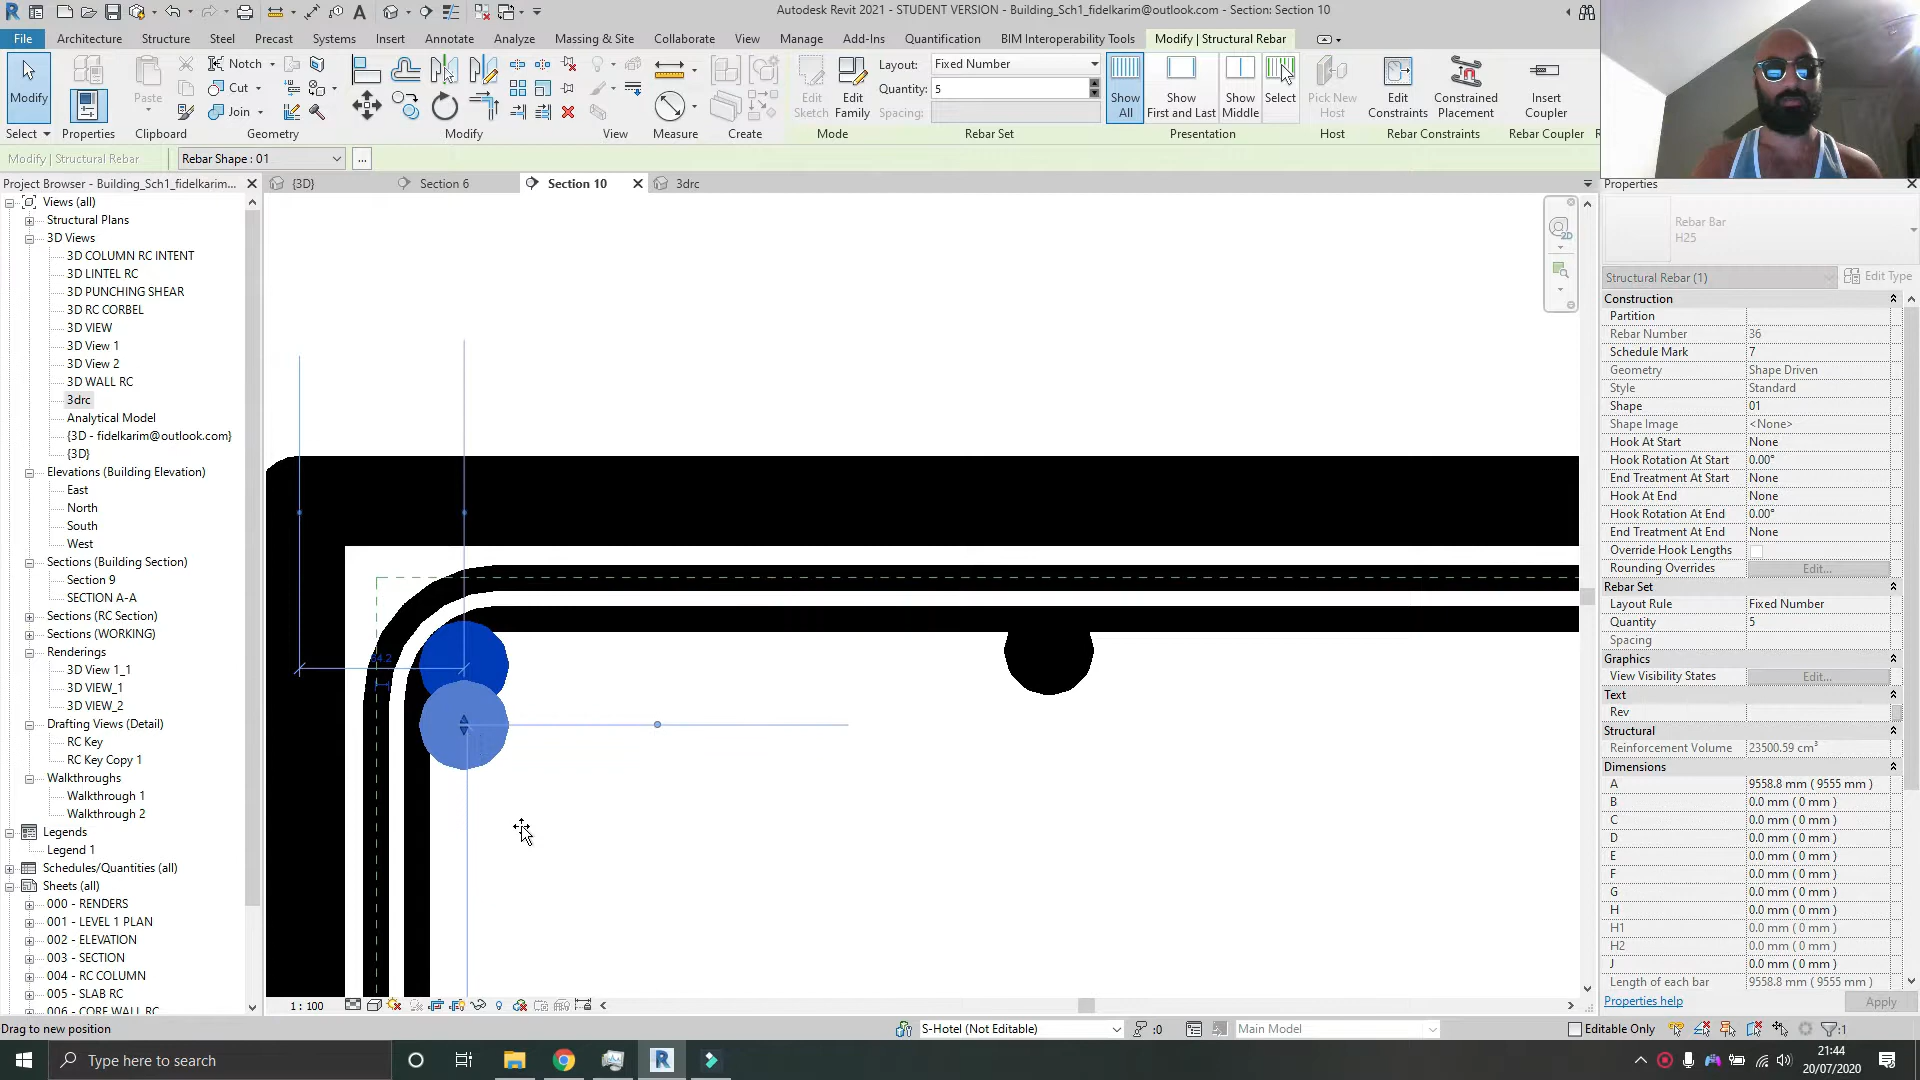 Autodesk Revit 2021 - STUDENT VERSION - Building_Sch1_fidelkarim@outlook.com - Section: Section 10
File Architecture Structure Steel Precast Systems Insert Annotate Analyze Massing & Site Collaborate View Manage Add-Ins Quantification BIM Interoperability Tools Modify | Structural Rebar
Modify
Select
Properties
Paste
Clipboard
Notch
Cut
Join
Geometry
Modify
View
Measure
Create
Edit Sketch
Edit Family
Mode
Layout: Fixed Number
Quantity: 5
Spacing:
Rebar Set
Show All
Show First and Last
Show Middle
Select
Presentation
Pick New Host
Host
Edit Constraints
Constrained Placement
Rebar Constraints
Insert Coupler
Rebar Coupler
Modify | Structural Rebar
Rebar Shape : 01
...
Project Browser - Building_Sch1_fidelkarim...
Views (all)
Structural Plans
3D Views
3D COLUMN RC INTENT
3D LINTEL RC
3D PUNCHING SHEAR
3D RC CORBEL
3D VIEW
3D View 1
3D View 2
3D WALL RC
3drc
Analytical Model
{3D - fidelkarim@outlook.com}
{3D}
Elevations (Building Elevation)
East
North
South
West
Sections (Building Section)
Section 9
SECTION A-A
Sections (RC Section)
Sections (WORKING)
Renderings
3D View 1_1
3D VIEW_1
3D VIEW_2
Drafting Views (Detail)
RC Key
RC Key Copy 1
Walkthroughs
Walkthrough 1
Walkthrough 2
Legends
Legend 1
Schedules/Quantities (all)
Sheets (all)
000 - RENDERS
001 - LEVEL 1 PLAN
002 - ELEVATION
003 - SECTION
004 - RC COLUMN
005 - SLAB RC
006 - CORE WALL RC
{3D}
Section 6
Section 10
3drc
2D
1 : 100
Properties
Rebar Bar
H25
Structural Rebar (1)
Edit Type
Construction
Partition
Rebar Number 36
Schedule Mark 7
Geometry Shape Driven
Style Standard
Shape 01
Shape Image <None>
Hook At Start None
Hook Rotation At Start 0.00°
End Treatment At Start None
Hook At End None
Hook Rotation At End 0.00°
End Treatment At End None
Override Hook Lengths
Rounding Overrides Edit...
Rebar Set
Layout Rule Fixed Number
Quantity 5
Spacing
Graphics
View Visibility States Edit...
Text
Rev
Structural
Reinforcement Volume 23500.59 cm³
Dimensions
A 9558.8 mm ( 9555 mm )
B 0.0 mm ( 0 mm )
C 0.0 mm ( 0 mm )
D 0.0 mm ( 0 mm )
E 0.0 mm ( 0 mm )
F 0.0 mm ( 0 mm )
G 0.0 mm ( 0 mm )
H 0.0 mm ( 0 mm )
H1 0.0 mm ( 0 mm )
H2 0.0 mm ( 0 mm )
J 0.0 mm ( 0 mm )
Length of each bar 9558.8 mm ( 9555 mm )
Properties help
Apply
Drag to new position
S-Hotel (Not Editable)
:0
Main Model
Editable Only
:1
Type here to search
21:44
20/07/2020